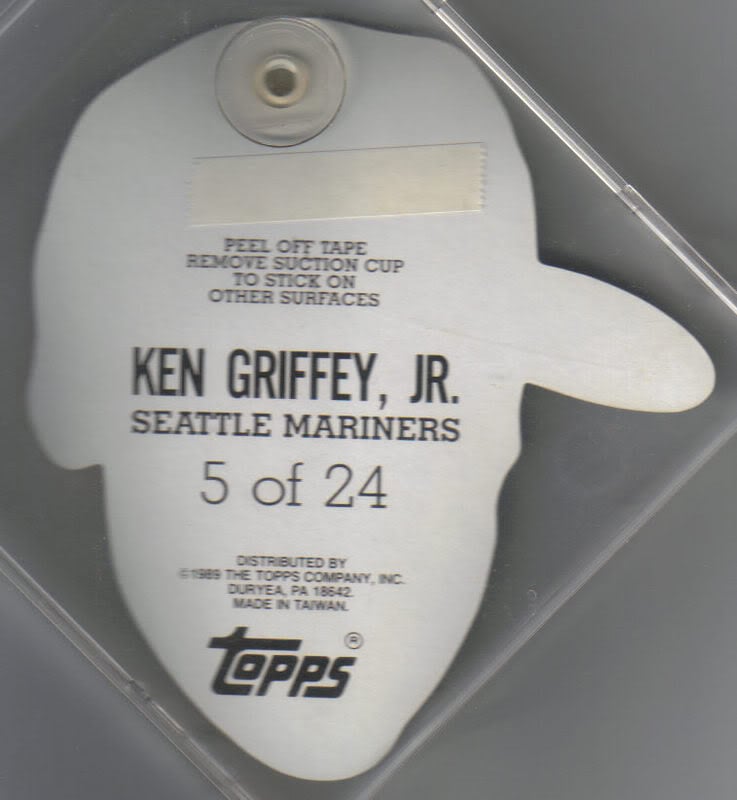 PEEL OFF TAPE
REMOVE SUCTION CUP
TO STICK ON
OTHER SURFACES
KEN GRIFFEY, JR.
SEATTLE MARINERS
5 of 24
DISTRIBUTED BY
©1989 THE TOPPS COMPANY, INC.
DURYEA, PA 18642.
MADE IN TAIWAN.
TOPPS ®